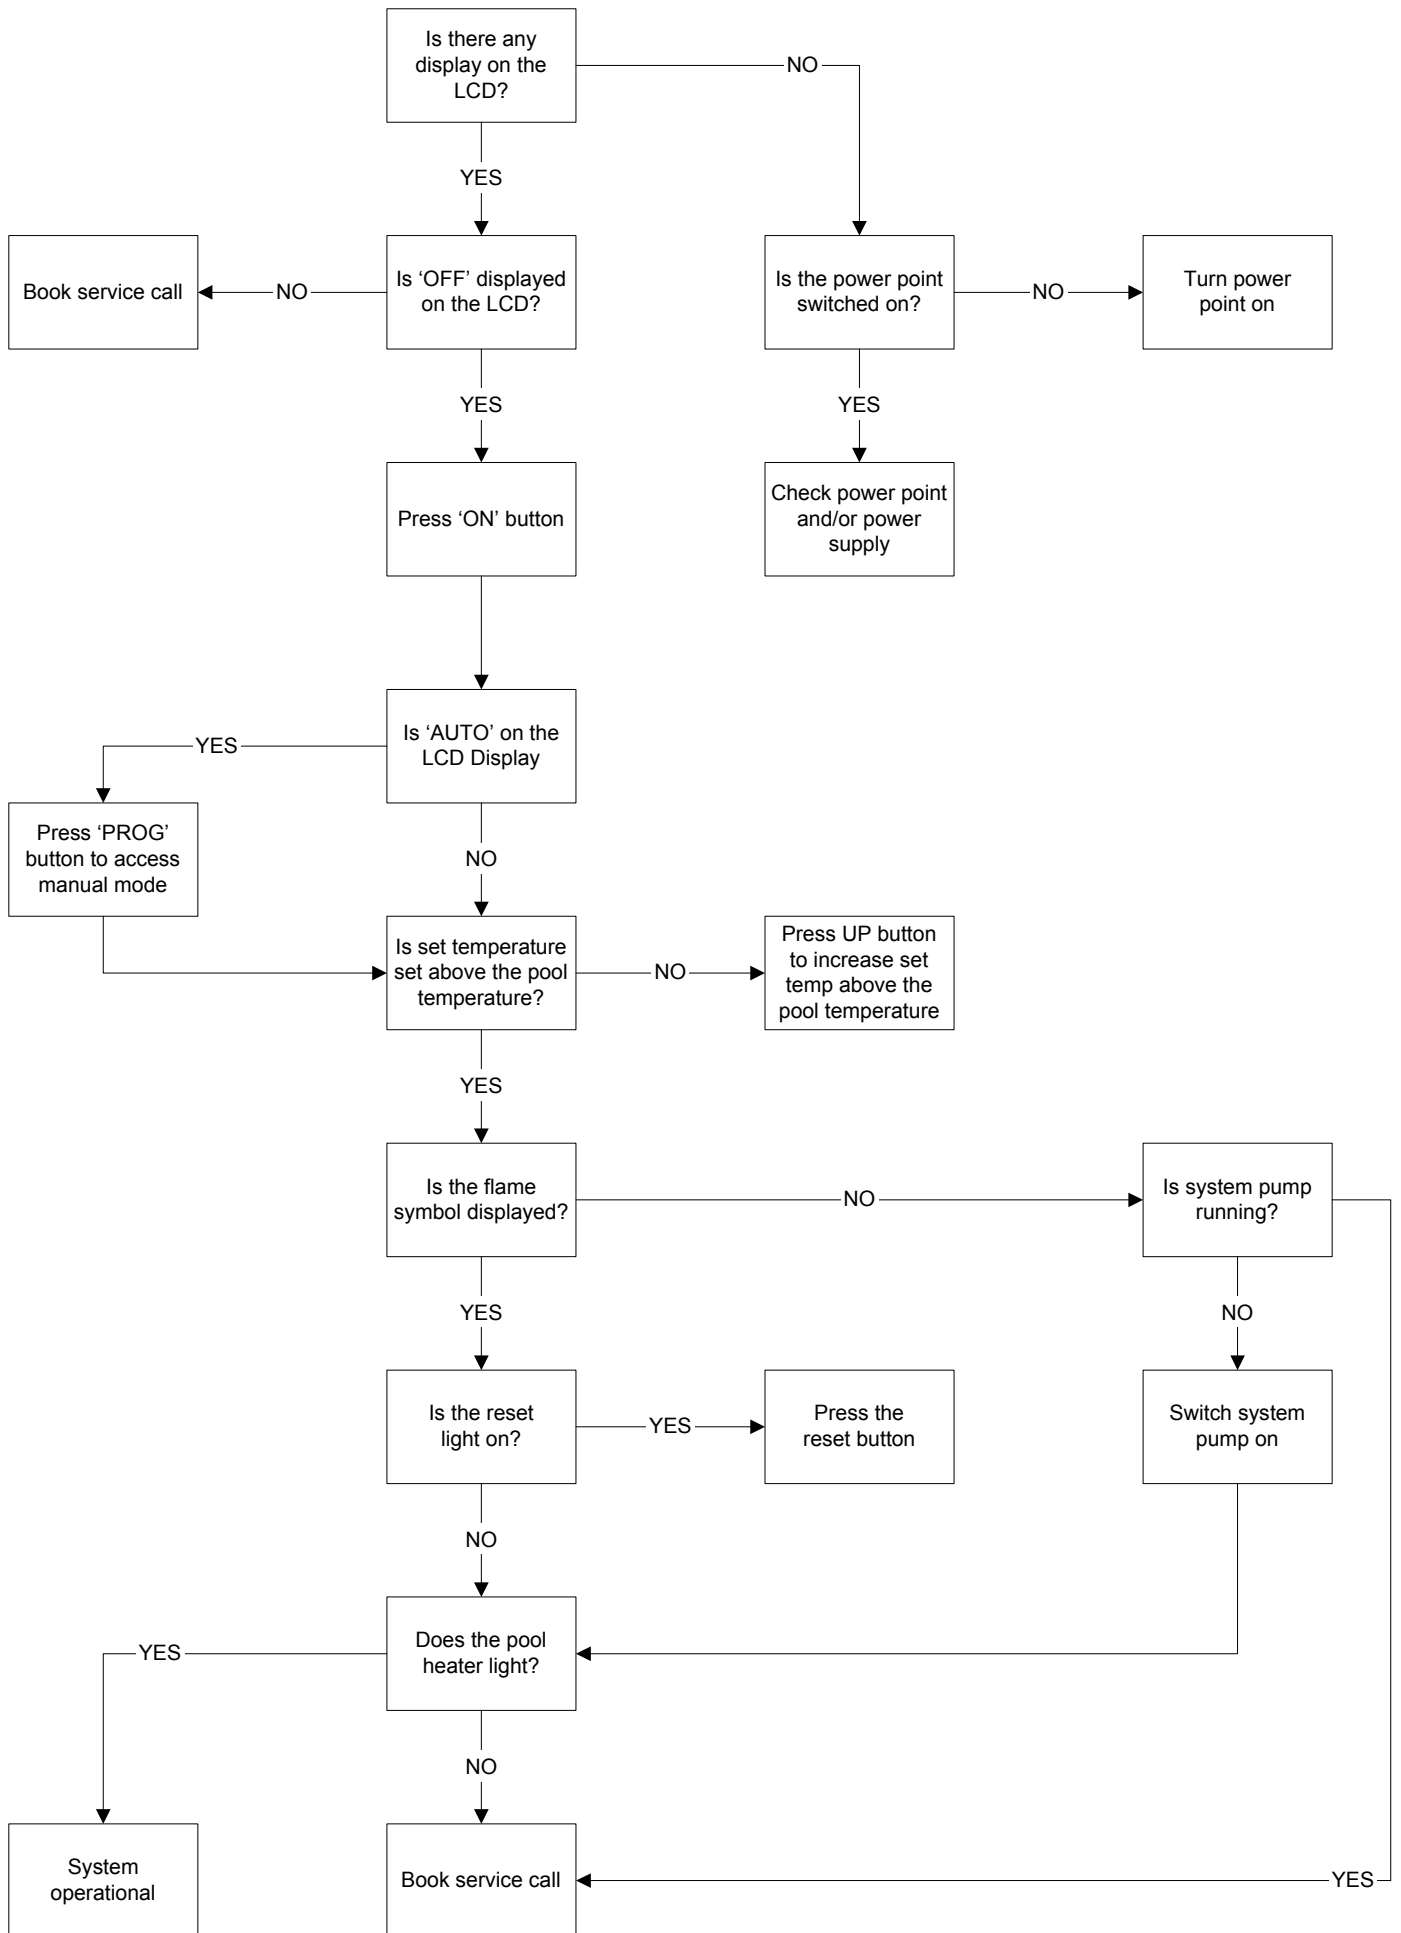 Is there any
display on the
LCD?
NO
YES
Book service call
NO
Is ‘OFF’ displayed
on the LCD?
Is the power point
switched on?
NO
Turn power
point on
YES
YES
Press ‘ON’ button
Check power point
and/or power
supply
Is ‘AUTO’ on the
LCD Display
YES
Press ‘PROG’
button to access
manual mode
NO
Is set temperature
set above the pool
temperature?
NO
Press UP button
to increase set
temp above the
pool temperature
YES
Is the flame
symbol displayed?
NO
Is system pump
running?
YES
NO
Is the reset
light on?
YES
Press the
reset button
Switch system
pump on
NO
Does the pool
heater light?
YES
NO
System
operational
Book service call
YES